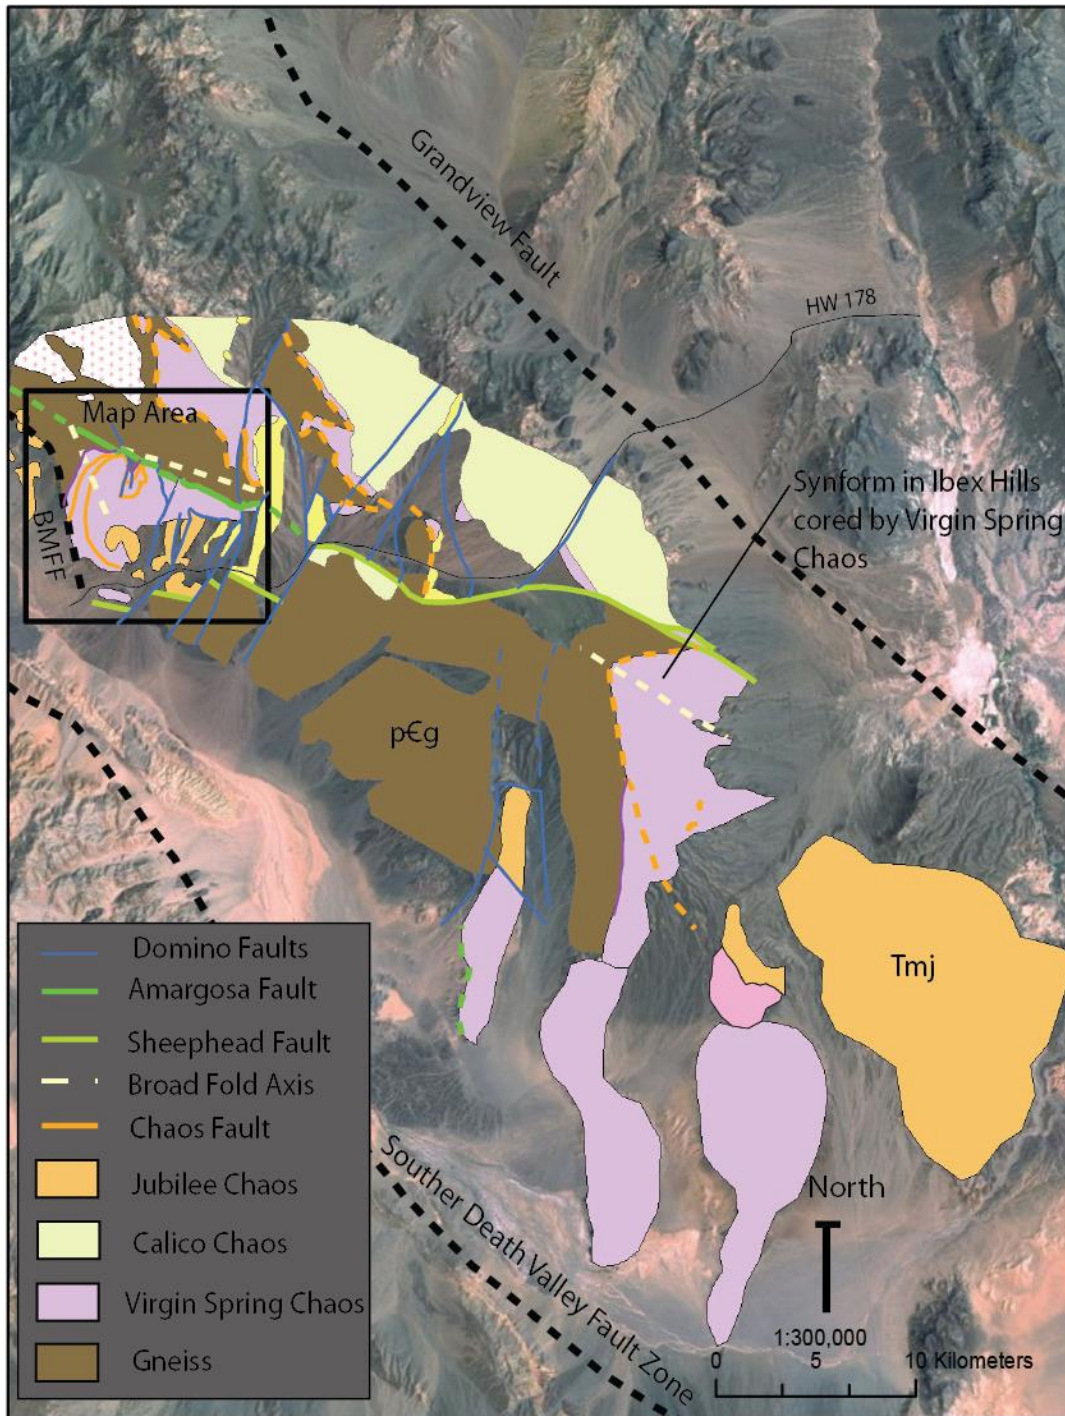 Grandview Fault
HW 178
Map Area
BMFF
Synform in Ibex Hills
cored by Virgin Spring
Chaos
p€g
Tmj
Domino Faults
Amargosa Fault
Sheephead Fault
Broad Fold Axis
Chaos Fault
Jubilee Chaos
Calico Chaos
Virgin Spring Chaos
Gneiss
Souther Death Valley Fault Zone
North
1:300,000
0 5 10 Kilometers